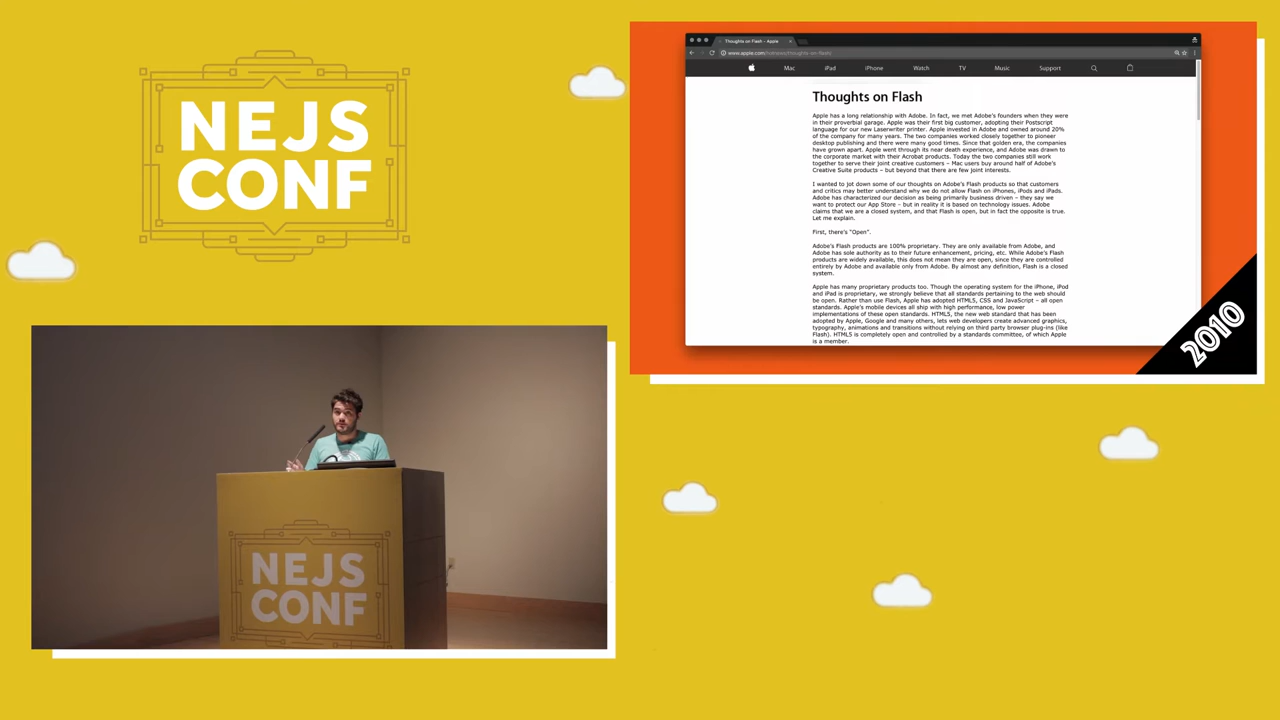 NEJS
CONF
Thoughts on Flash - Apple
www.apple.com/hotnews/thoughts-on-flash/
Mac iPad iPhone Watch TV Music Support
Thoughts on Flash
Apple has a long relationship with Adobe. In fact, we met Adobe's founders when they were
in their proverbial garage. Apple was their first big customer, adopting their Postscript
language for our new Laserwriter printer. Apple invested in Adobe and owned around 20%
of the company for many years. The two companies worked closely together to pioneer
desktop publishing and there were many good times. Since that golden era, the companies
have grown apart. Apple went through its near death experience, and Adobe was drawn to
the corporate market with their Acrobat products. Today the two companies still work
together to serve their joint creative customers – Mac users buy around half of Adobe's
Creative Suite products – but beyond that there are few joint interests.
I wanted to jot down some of our thoughts on Adobe's Flash products so that customers
and critics may better understand why we do not allow Flash on iPhones, iPods and iPads.
Adobe has characterized our decision as being primarily business driven – they say we
want to protect our App Store – but in reality it is based on technology issues. Adobe
claims that we are a closed system, and that Flash is open, but in fact the opposite is true.
Let me explain.
First, there's "Open".
Adobe's Flash products are 100% proprietary. They are only available from Adobe, and
Adobe has sole authority as to their future enhancement, pricing, etc. While Adobe's Flash
products are widely available, this does not mean they are open, since they are controlled
entirely by Adobe and available only from Adobe. By almost any definition, Flash is a closed
system.
Apple has many proprietary products too. Though the operating system for the iPhone, iPod
and iPad is proprietary, we strongly believe that all standards pertaining to the web should
be open. Rather than use Flash, Apple has adopted HTML5, CSS and JavaScript – all open
standards. Apple's mobile devices all ship with high performance, low power
implementations of these open standards. HTML5, the new web standard that has been
adopted by Apple, Google and many others, lets web developers create advanced graphics,
typography, animations and transitions without relying on third party browser plug-ins (like
Flash). HTML5 is completely open and controlled by a standards committee, of which Apple
is a member.
2010
NEJS
CONF